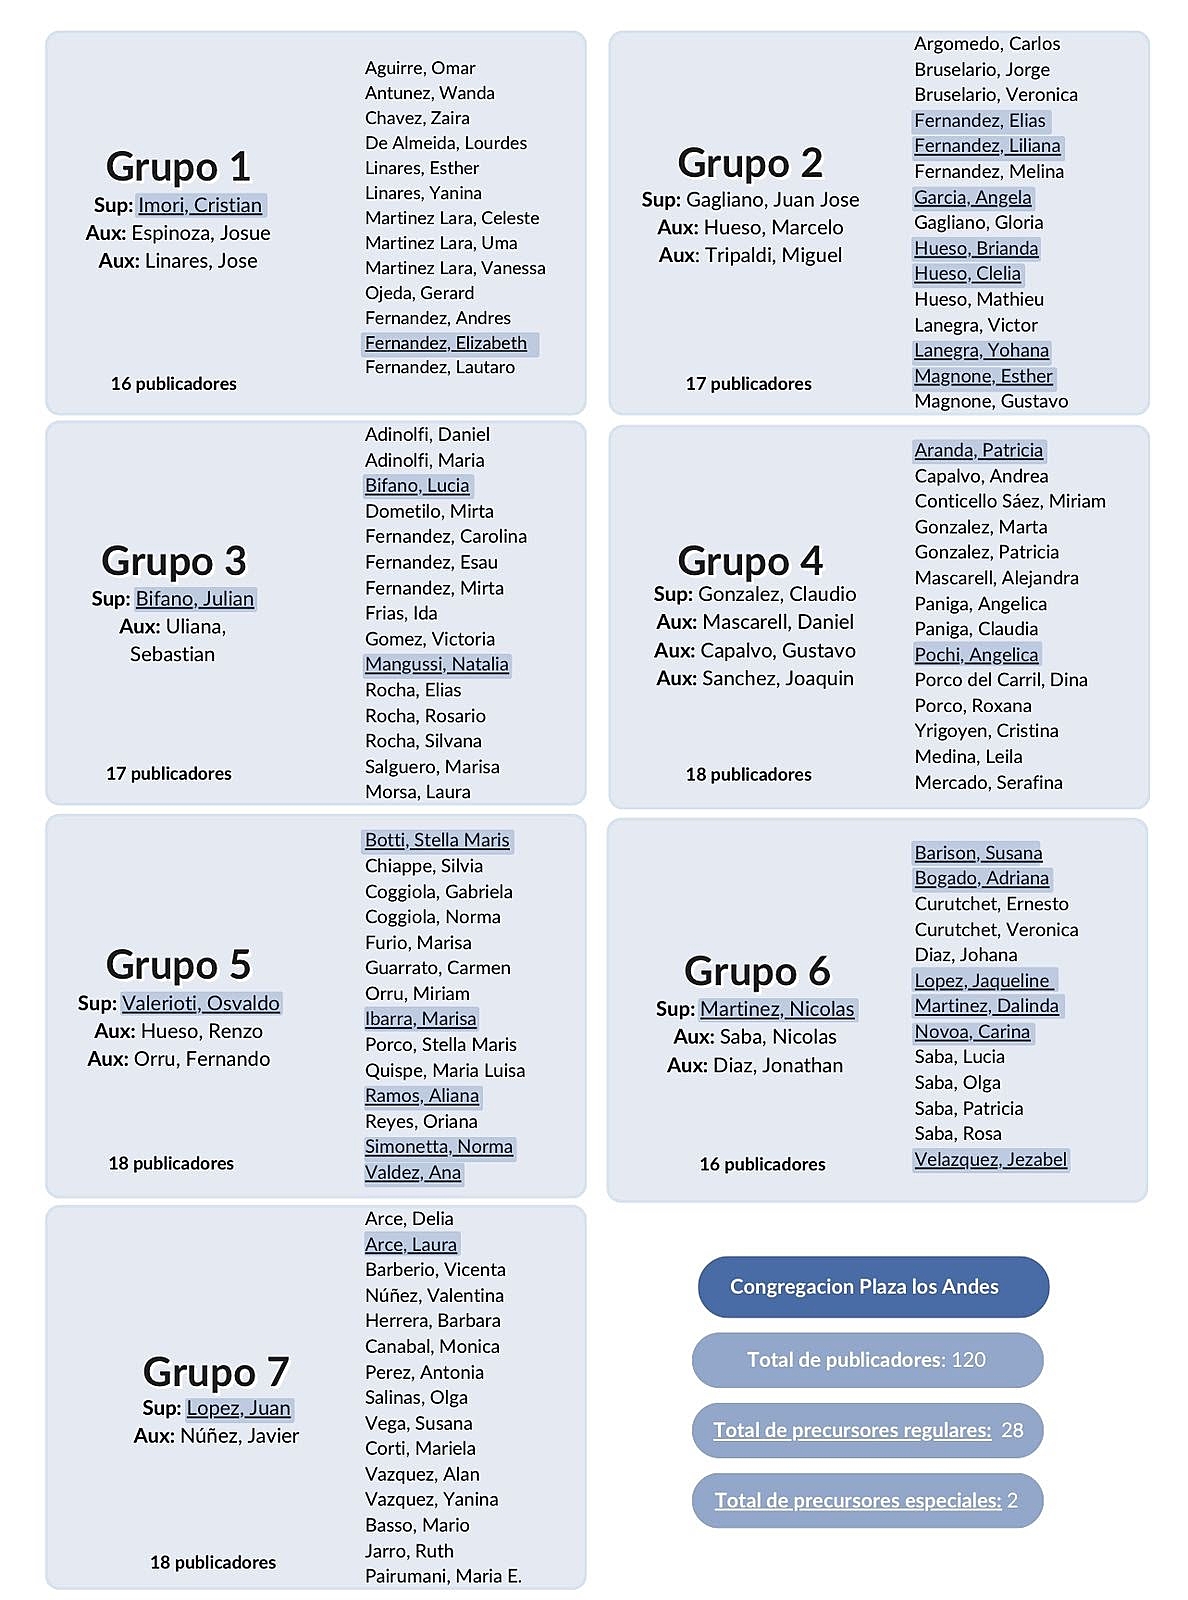 Grupo 1
Sup: Imori, Cristian
Aux: Espinoza, Josue
Aux: Linares, Jose
16 publicadores
Aguirre, Omar
Antunez, Wanda
Chavez, Zaira
De Almeida, Lourdes
Linares, Esther
Linares, Yanina
Martinez Lara, Celeste
Martinez Lara, Uma
Martinez Lara, Vanessa
Ojeda, Gerard
Fernandez, Andres
Fernandez, Elizabeth
Fernandez, Lautaro
Grupo 2
Sup: Gagliano, Juan Jose
Aux: Hueso, Marcelo
Aux: Tripaldi, Miguel
17 publicadores
Argomedo, Carlos
Bruselario, Jorge
Bruselario, Veronica
Fernandez, Elias
Fernandez, Liliana
Fernandez, Melina
Garcia, Angela
Gagliano, Gloria
Hueso, Brianda
Hueso, Clelia
Hueso, Mathieu
Lanegra, Victor
Lanegra, Yohana
Magnone, Esther
Magnone, Gustavo
Grupo 3
Sup: Bifano, Julian
Aux: Uliana,
Sebastian
17 publicadores
Adinolfi, Daniel
Adinolfi, Maria
Bifano, Lucia
Dometilo, Mirta
Fernandez, Carolina
Fernandez, Esau
Fernandez, Mirta
Frias, Ida
Gomez, Victoria
Mangussi, Natalia
Rocha, Elias
Rocha, Rosario
Rocha, Silvana
Salguero, Marisa
Morsa, Laura
Grupo 4
Sup: Gonzalez, Claudio
Aux: Mascarell, Daniel
Aux: Capalvo, Gustavo
Aux: Sanchez, Joaquin
18 publicadores
Aranda, Patricia
Capalvo, Andrea
Conticello Sáez, Miriam
Gonzalez, Marta
Gonzalez, Patricia
Mascarell, Alejandra
Paniga, Angelica
Paniga, Claudia
Pochi, Angelica
Porco del Carril, Dina
Porco, Roxana
Yrigoyen, Cristina
Medina, Leila
Mercado, Serafina
Grupo 5
Sup: Valerioti, Osvaldo
Aux: Hueso, Renzo
Aux: Orru, Fernando
18 publicadores
Botti, Stella Maris
Chiappe, Silvia
Coggiola, Gabriela
Coggiola, Norma
Furio, Marisa
Guarrato, Carmen
Orru, Miriam
Ibarra, Marisa
Porco, Stella Maris
Quispe, Maria Luisa
Ramos, Aliana
Reyes, Oriana
Simonetta, Norma
Valdez, Ana
Grupo 6
Sup: Martinez, Nicolas
Aux: Saba, Nicolas
Aux: Diaz, Jonathan
16 publicadores
Barison, Susana
Bogado, Adriana
Curutchet, Ernesto
Curutchet, Veronica
Diaz, Johana
Lopez, Jaqueline
Martinez, Dalinda
Novoa, Carina
Saba, Lucia
Saba, Olga
Saba, Patricia
Saba, Rosa
Velazquez, Jezabel
Grupo 7
Sup: Lopez, Juan
Aux: Núñez, Javier
18 publicadores
Arce, Delia
Arce, Laura
Barberio, Vicenta
Núñez, Valentina
Herrera, Barbara
Canabal, Monica
Perez, Antonia
Salinas, Olga
Vega, Susana
Corti, Mariela
Vazquez, Alan
Vazquez, Yanina
Basso, Mario
Jarro, Ruth
Pairumani, Maria E.
Congregacion Plaza los Andes
Total de publicadores: 120
Total de precursores regulares: 28
Total de precursores especiales: 2